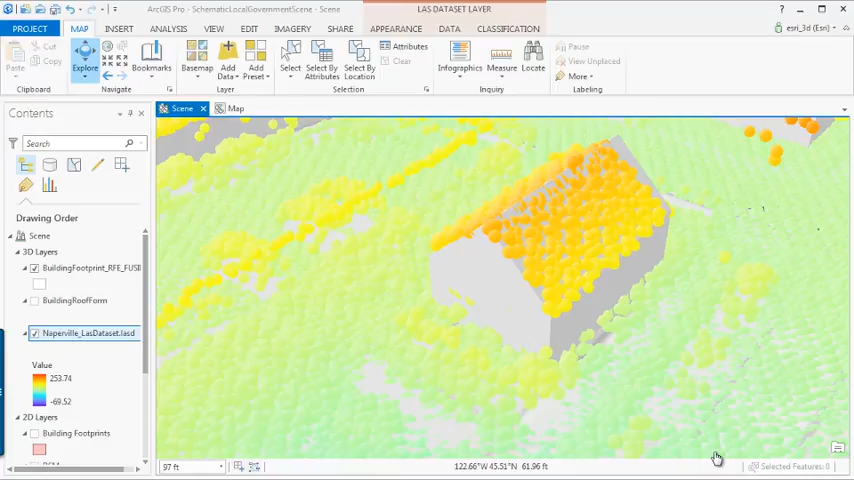 ArcGIS Pro - SchematicLocalGovernmentScene - Scene
LAS DATASET LAYER
? - X
PROJECT MAP INSERT ANALYSIS VIEW EDIT IMAGERY SHARE APPEARANCE DATA CLASSIFICATION
esri_3d (Esri)
Paste
Cut
Copy
Clipboard
Explore
Bookmarks
Navigate
Basemap
Add Data
Add Preset
Layer
Select
Select By Attributes
Select By Location
Attributes
Clear
Selection
Infographics
Measure
Locate
Inquiry
Pause
View Unplaced
More
Labeling
Contents
Scene
Map
Search
Drawing Order
Scene
3D Layers
BuildingFootprint_RFE_FUSI
BuildingRoofForm
Naperville_LasDataset.lasd
Value
253.74
-69.52
2D Layers
Building Footprints
97 ft
122.66°W 45.51°N 61.96 ft
Selected Features: 0